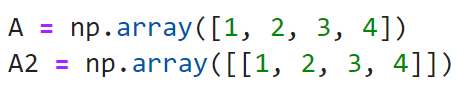 A = np.array([1, 2, 3, 4])
A2 = np.array([[1, 2, 3, 4]])